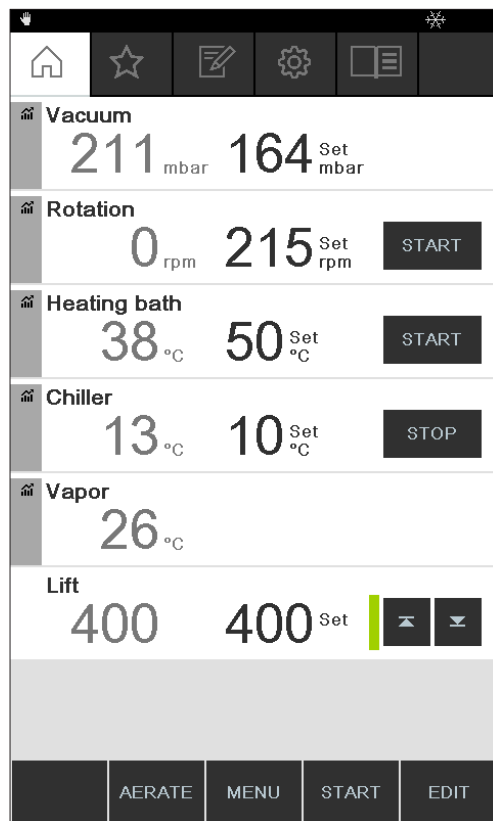 Vacuum
211 mbar 164 Set mbar
Rotation
0 rpm 215 Set rpm START
Heating bath
38 °C 50 Set °C START
Chiller
13 °C 10 Set °C STOP
Vapor
26 °C
Lift
400 400 Set
AERATE MENU START EDIT